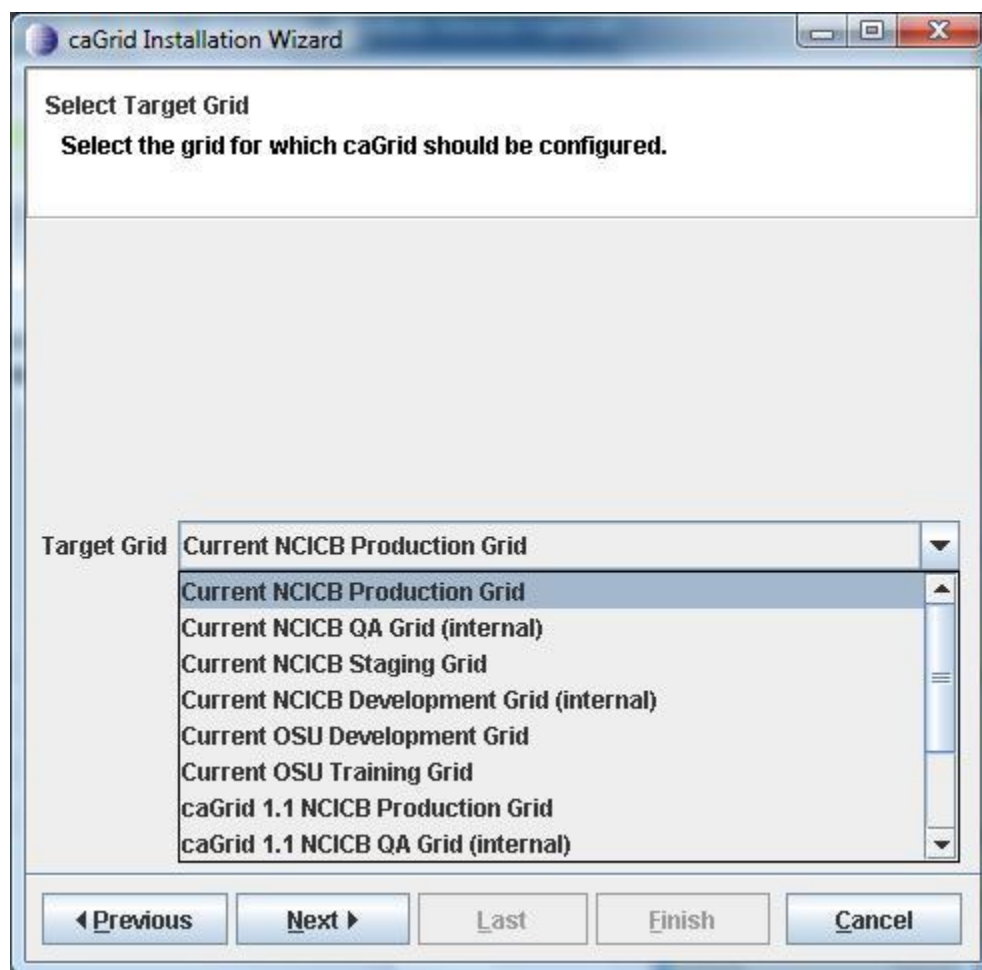 caGrid Installation Wizard
Select Target Grid
Select the grid for which caGrid should be configured.
Target Grid Current NCICB Production Grid
Current NCICB Production Grid
Current NCICB QA Grid (internal)
Current NCICB Staging Grid
Current NCICB Development Grid (internal)
Current OSU Development Grid
Current OSU Training Grid
caGrid 1.1 NCICB Production Grid
caGrid 1.1 NCICB QA Grid (internal)
Previous Next Last Finish Cancel